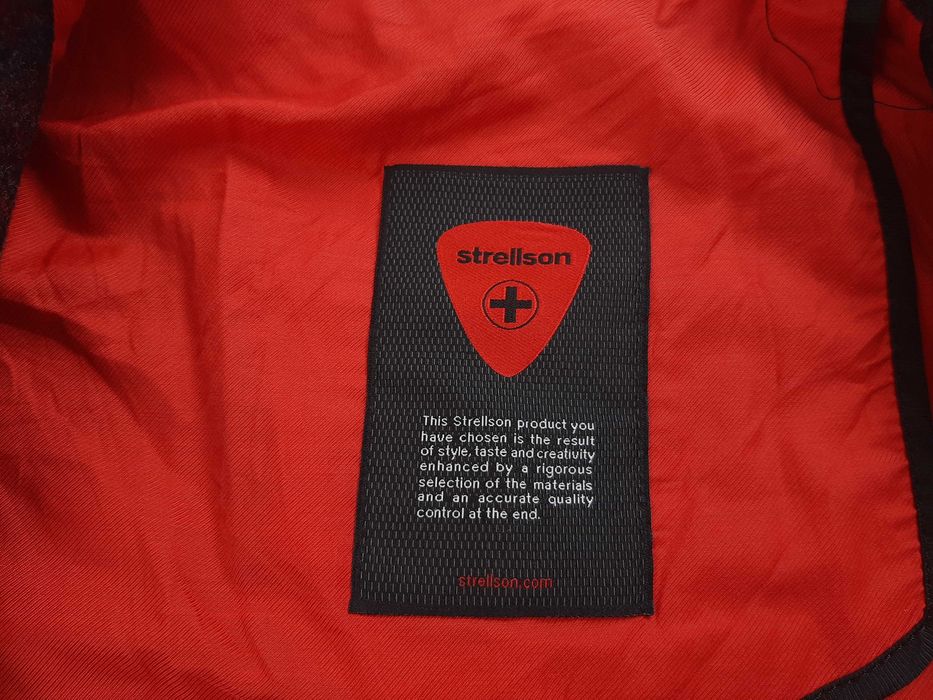 strellson
This Strellson product you
have chosen is the result
of style, taste and creativity
enhanced by a rigorous
selection of the materials
and an accurate quality
control at the end.
strellson.com